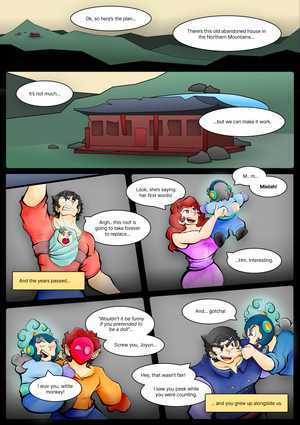 Ok, so here's the plan...
There's this old abandoned house in
the Northern Mountains...
It's not much...
...but we can make it work.
Argh, this roof is
going to take forever
to replace...
And the years passed...
Look, she's saying
her first words!
M.. m...
Mistah!
...Hm. Interesting.
"Wouldn't it be funny
if you pretended to
be a doll"...
Screw you, Joyun.
I wuv you, wittle
monkey!
And... gotcha!
Hey, that wasn't fair!
I saw you peek while
you were counting.
... and you grew up alongside us.